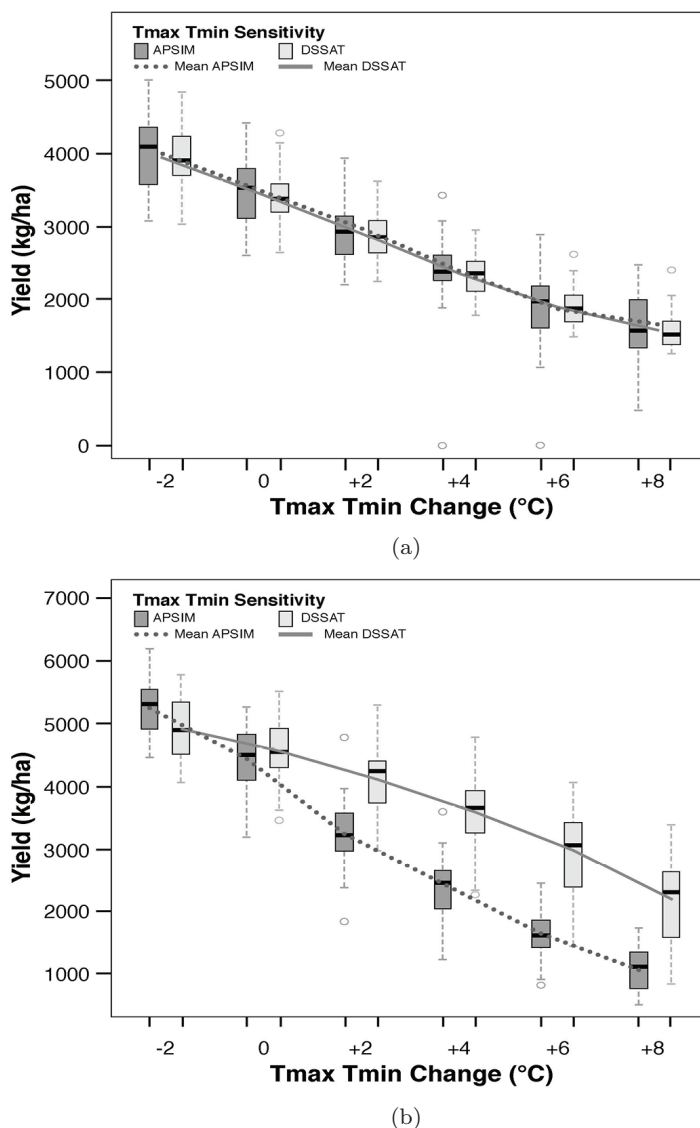 Tmax Tmin Sensitivity
APSIM DSSAT
Mean APSIM Mean DSSAT
5000
4000
3000
2000
1000
0
Yield (kg/ha)
-2 0 +2 +4 +6 +8
Tmax Tmin Change (°C)
(a)
Tmax Tmin Sensitivity
APSIM DSSAT
Mean APSIM Mean DSSAT
7000
6000
5000
4000
3000
2000
1000
Yield (kg/ha)
-2 0 +2 +4 +6 +8
Tmax Tmin Change (°C)
(b)